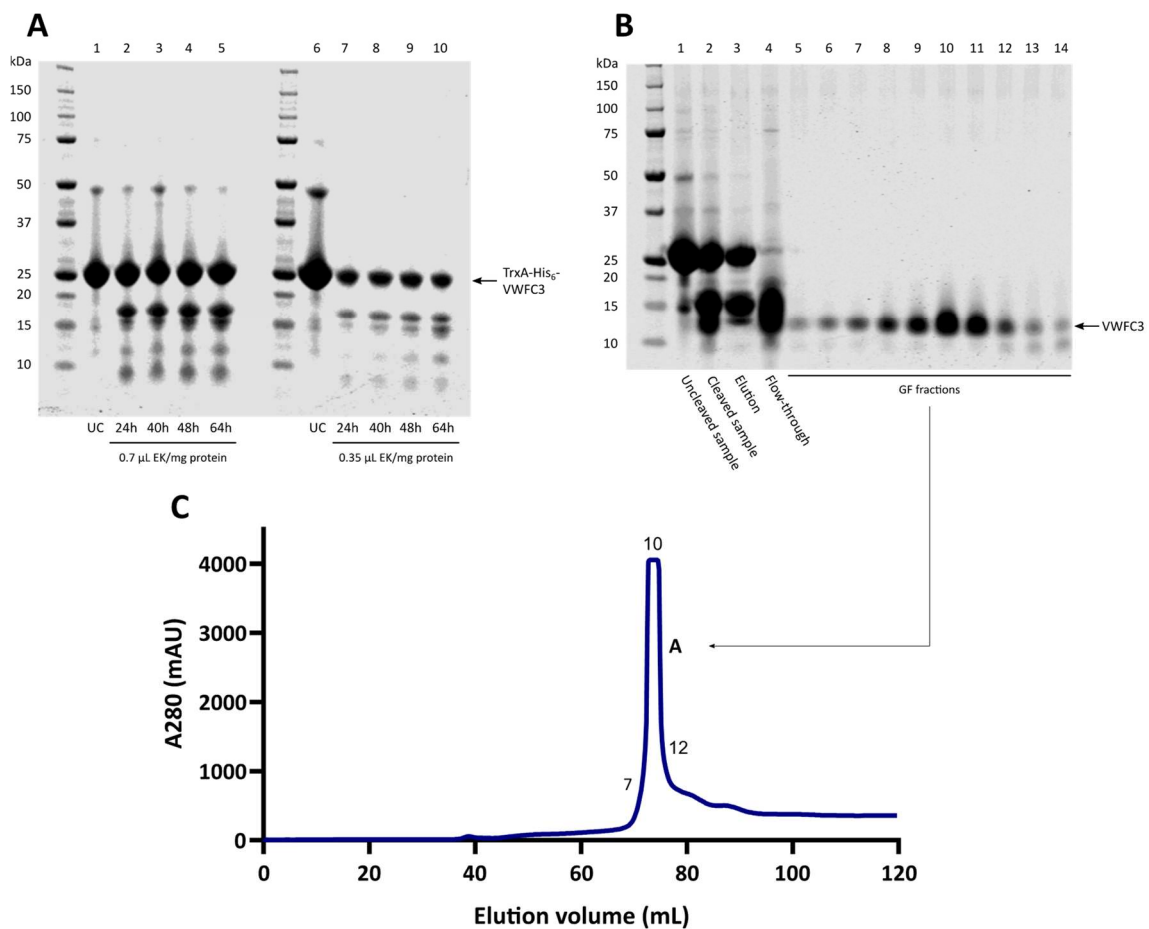 A
1 2 3 4 5 6 7 8 9 10
kDa
150
100
75
50
37
25
20
15
10
TrxA-His₆-
VWFC3
UC 24h 40h 48h 64h UC 24h 40h 48h 64h
0.7 µL EK/mg protein 0.35 µL EK/mg protein
B
1 2 3 4 5 6 7 8 9 10 11 12 13 14
kDa
150
100
75
50
37
25
20
15
10
VWFC3
Uncleaved sample
Cleaved sample
Elution
Flow-through
GF fractions
C
A280 (mAU)
4000
3000
2000
1000
0
10
A
12
7
0 20 40 60 80 100 120
Elution volume (mL)